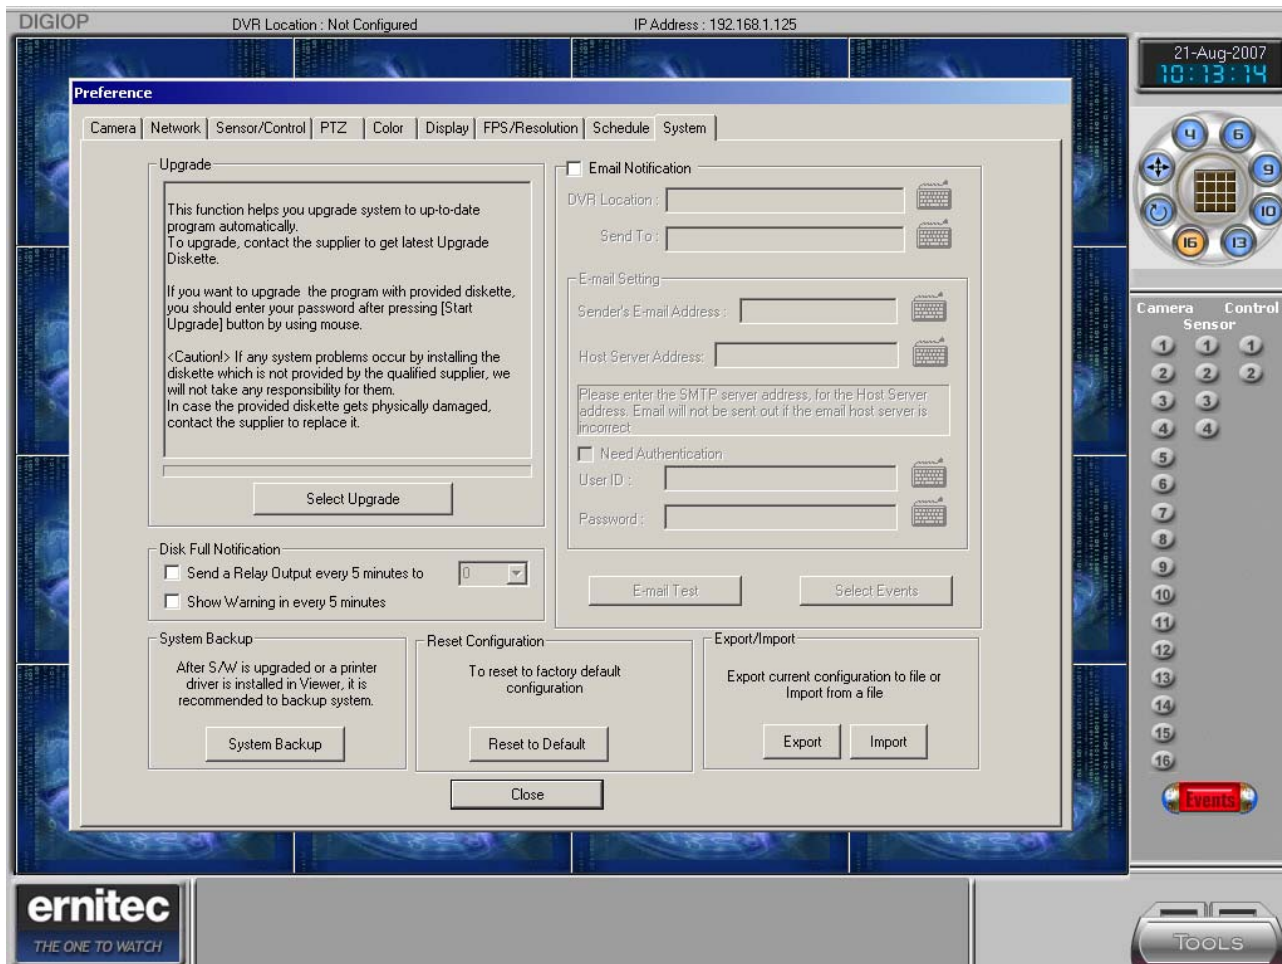 DIGIOP
DVR Location : Not Configured
IP Address : 192.168.1.125
21-Aug-2007
10:13:14
Preference
Camera
Network
Sensor/Control
PTZ
Color
Display
FPS/Resolution
Schedule
System
Upgrade
This function helps you upgrade system to up-to-date
program automatically.
To upgrade, contact the supplier to get latest Upgrade
Diskette.
If you want to upgrade the program with provided diskette,
you should enter your password after pressing [Start
Upgrade] button by using mouse.
<Caution!> If any system problems occur by installing the
diskette which is not provided by the qualified supplier, we
will not take any responsibility for them.
In case the provided diskette gets physically damaged,
contact the supplier to replace it.
Select Upgrade
Disk Full Notification
Send a Relay Output every 5 minutes to
0
Show Warning in every 5 minutes
Email Notification
DVR Location :
Send To :
E-mail Setting
Sender's E-mail Address :
Host Server Address:
Please enter the SMTP server address, for the Host Server
address. Email will not be sent out if the email host server is
incorrect
Need Authentication
User ID :
Password :
E-mail Test
Select Events
System Backup
After S/W is upgraded or a printer
driver is installed in Viewer, it is
recommended to backup system.
System Backup
Reset Configuration
To reset to factory default
configuration
Reset to Default
Export/Import
Export current configuration to file or
Import from a file
Export
Import
Close
4
6
9
10
13
16
Camera Control
Sensor
1 1 1
2 2 2
3 3
4 4
5
6
7
8
9
10
11
12
13
14
15
16
Events
ernitec
THE ONE TO WATCH
TOOLS